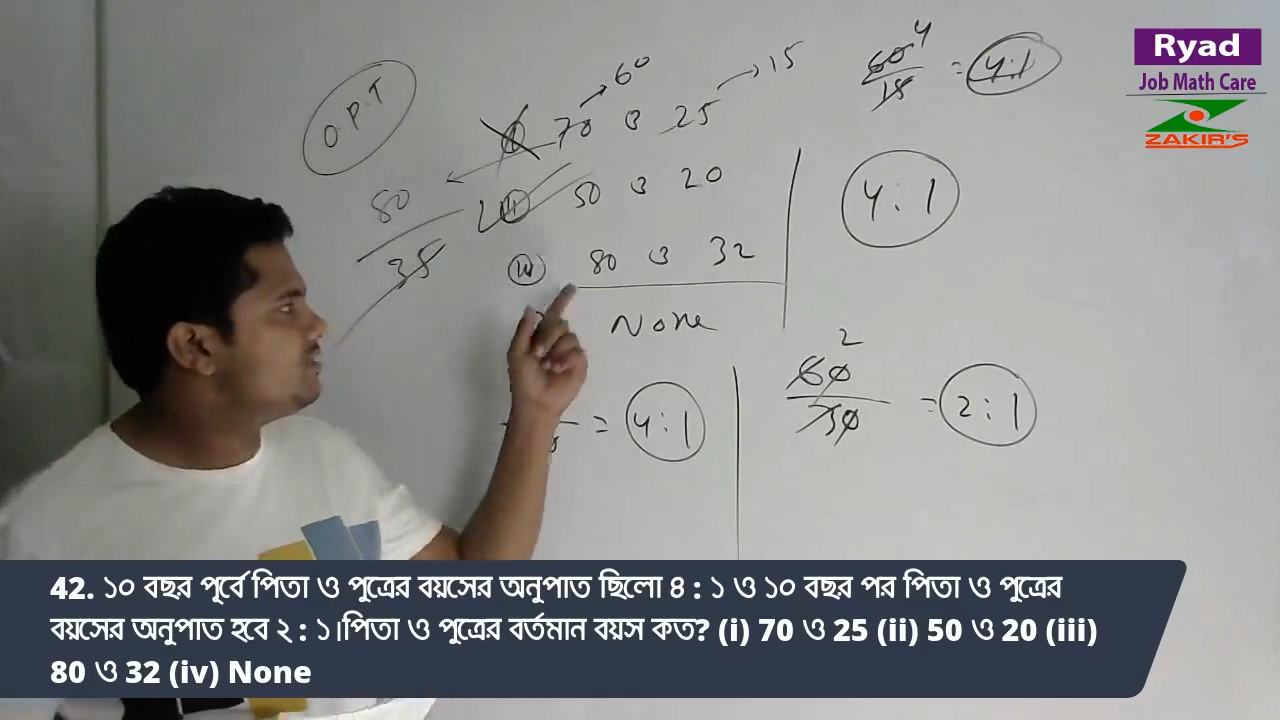 Ryad
Job Math Care
ZAKIR'S
O.P.T
70 ও 25
60
15
60 4
15
= 4:1
80
35
50 ও 20
80 ও 32
None
4:1
= 4:1
60 2
30
= 2:1
42. ১০ বছর পূর্বে পিতা ও পুত্রের বয়সের অনুপাত ছিলো ৪ : ১ ও ১০ বছর পর পিতা ও পুত্রের
বয়সের অনুপাত হবে ২ : ১।পিতা ও পুত্রের বর্তমান বয়স কত? (i) 70 ও 25 (ii) 50 ও 20 (iii)
80 ও 32 (iv) None